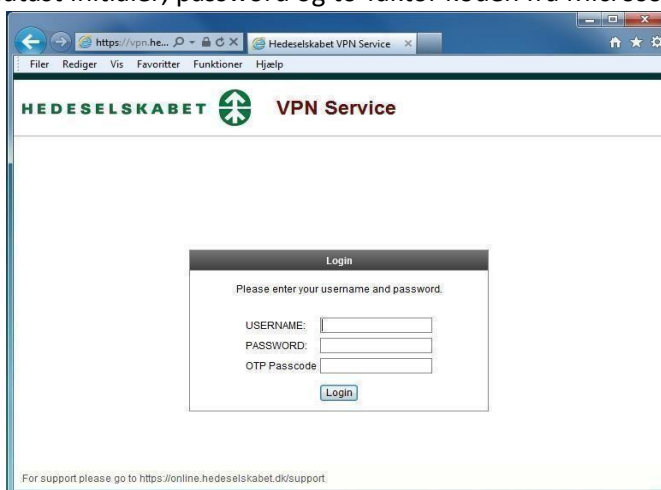 initialer, password og to-faktor koden fra
https://vpn.he...
Hedeselskabet VPN Service
Filer Rediger Vis Favoritter Funktioner Hjælp
HEDESELSKABET VPN Service
Login
Please enter your username and password.
USERNAME:
PASSWORD:
OTP Passcode
Login
For support please go to https://online.hedeselskabet.dk/support